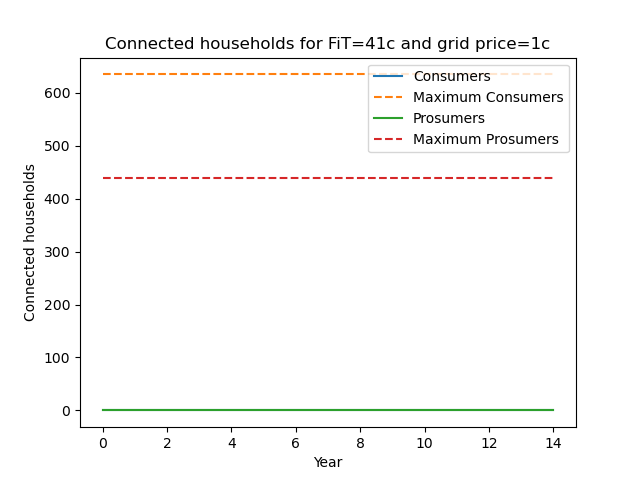 Connected households for FiT=41c and grid price=1c
Consumers
Maximum Consumers
Prosumers
Maximum Prosumers
Connected households
600
500
400
300
200
100
0
0 2 4 6 8 10 12 14
Year